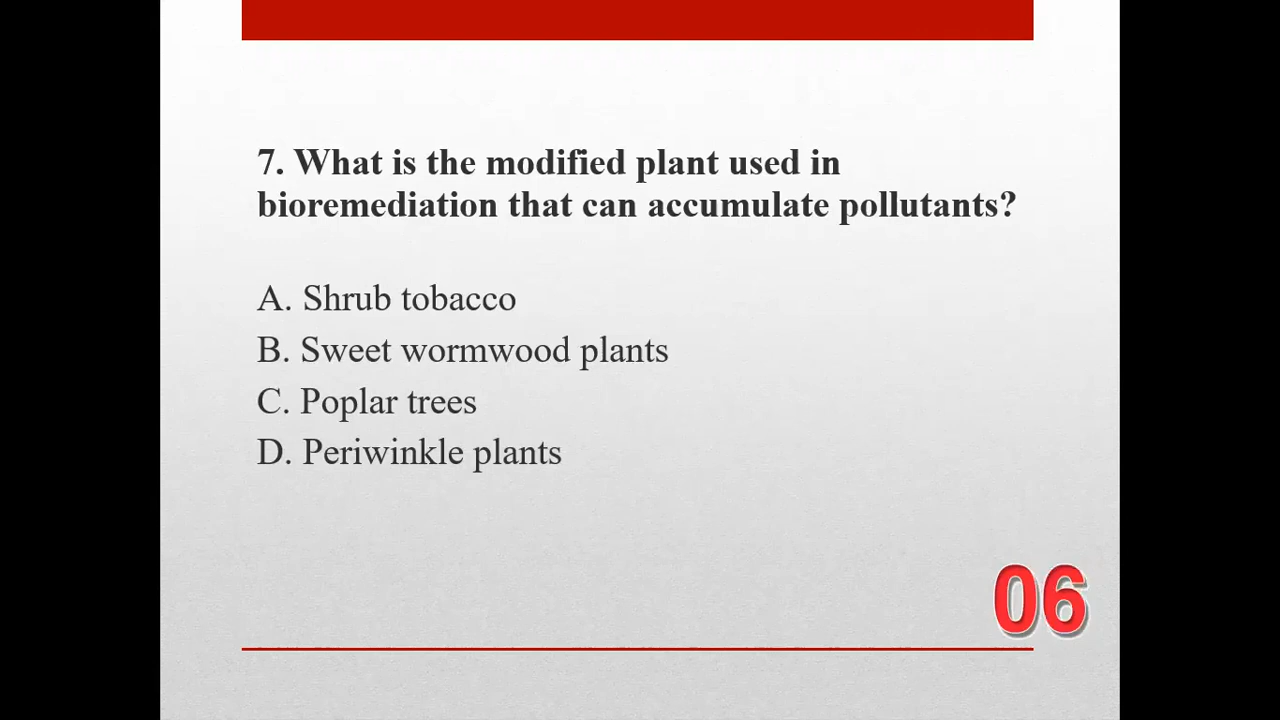 7. What is the modified plant used in
bioremediation that can accumulate pollutants?
A. Shrub tobacco
B. Sweet wormwood plants
C. Poplar trees
D. Periwinkle plants
06